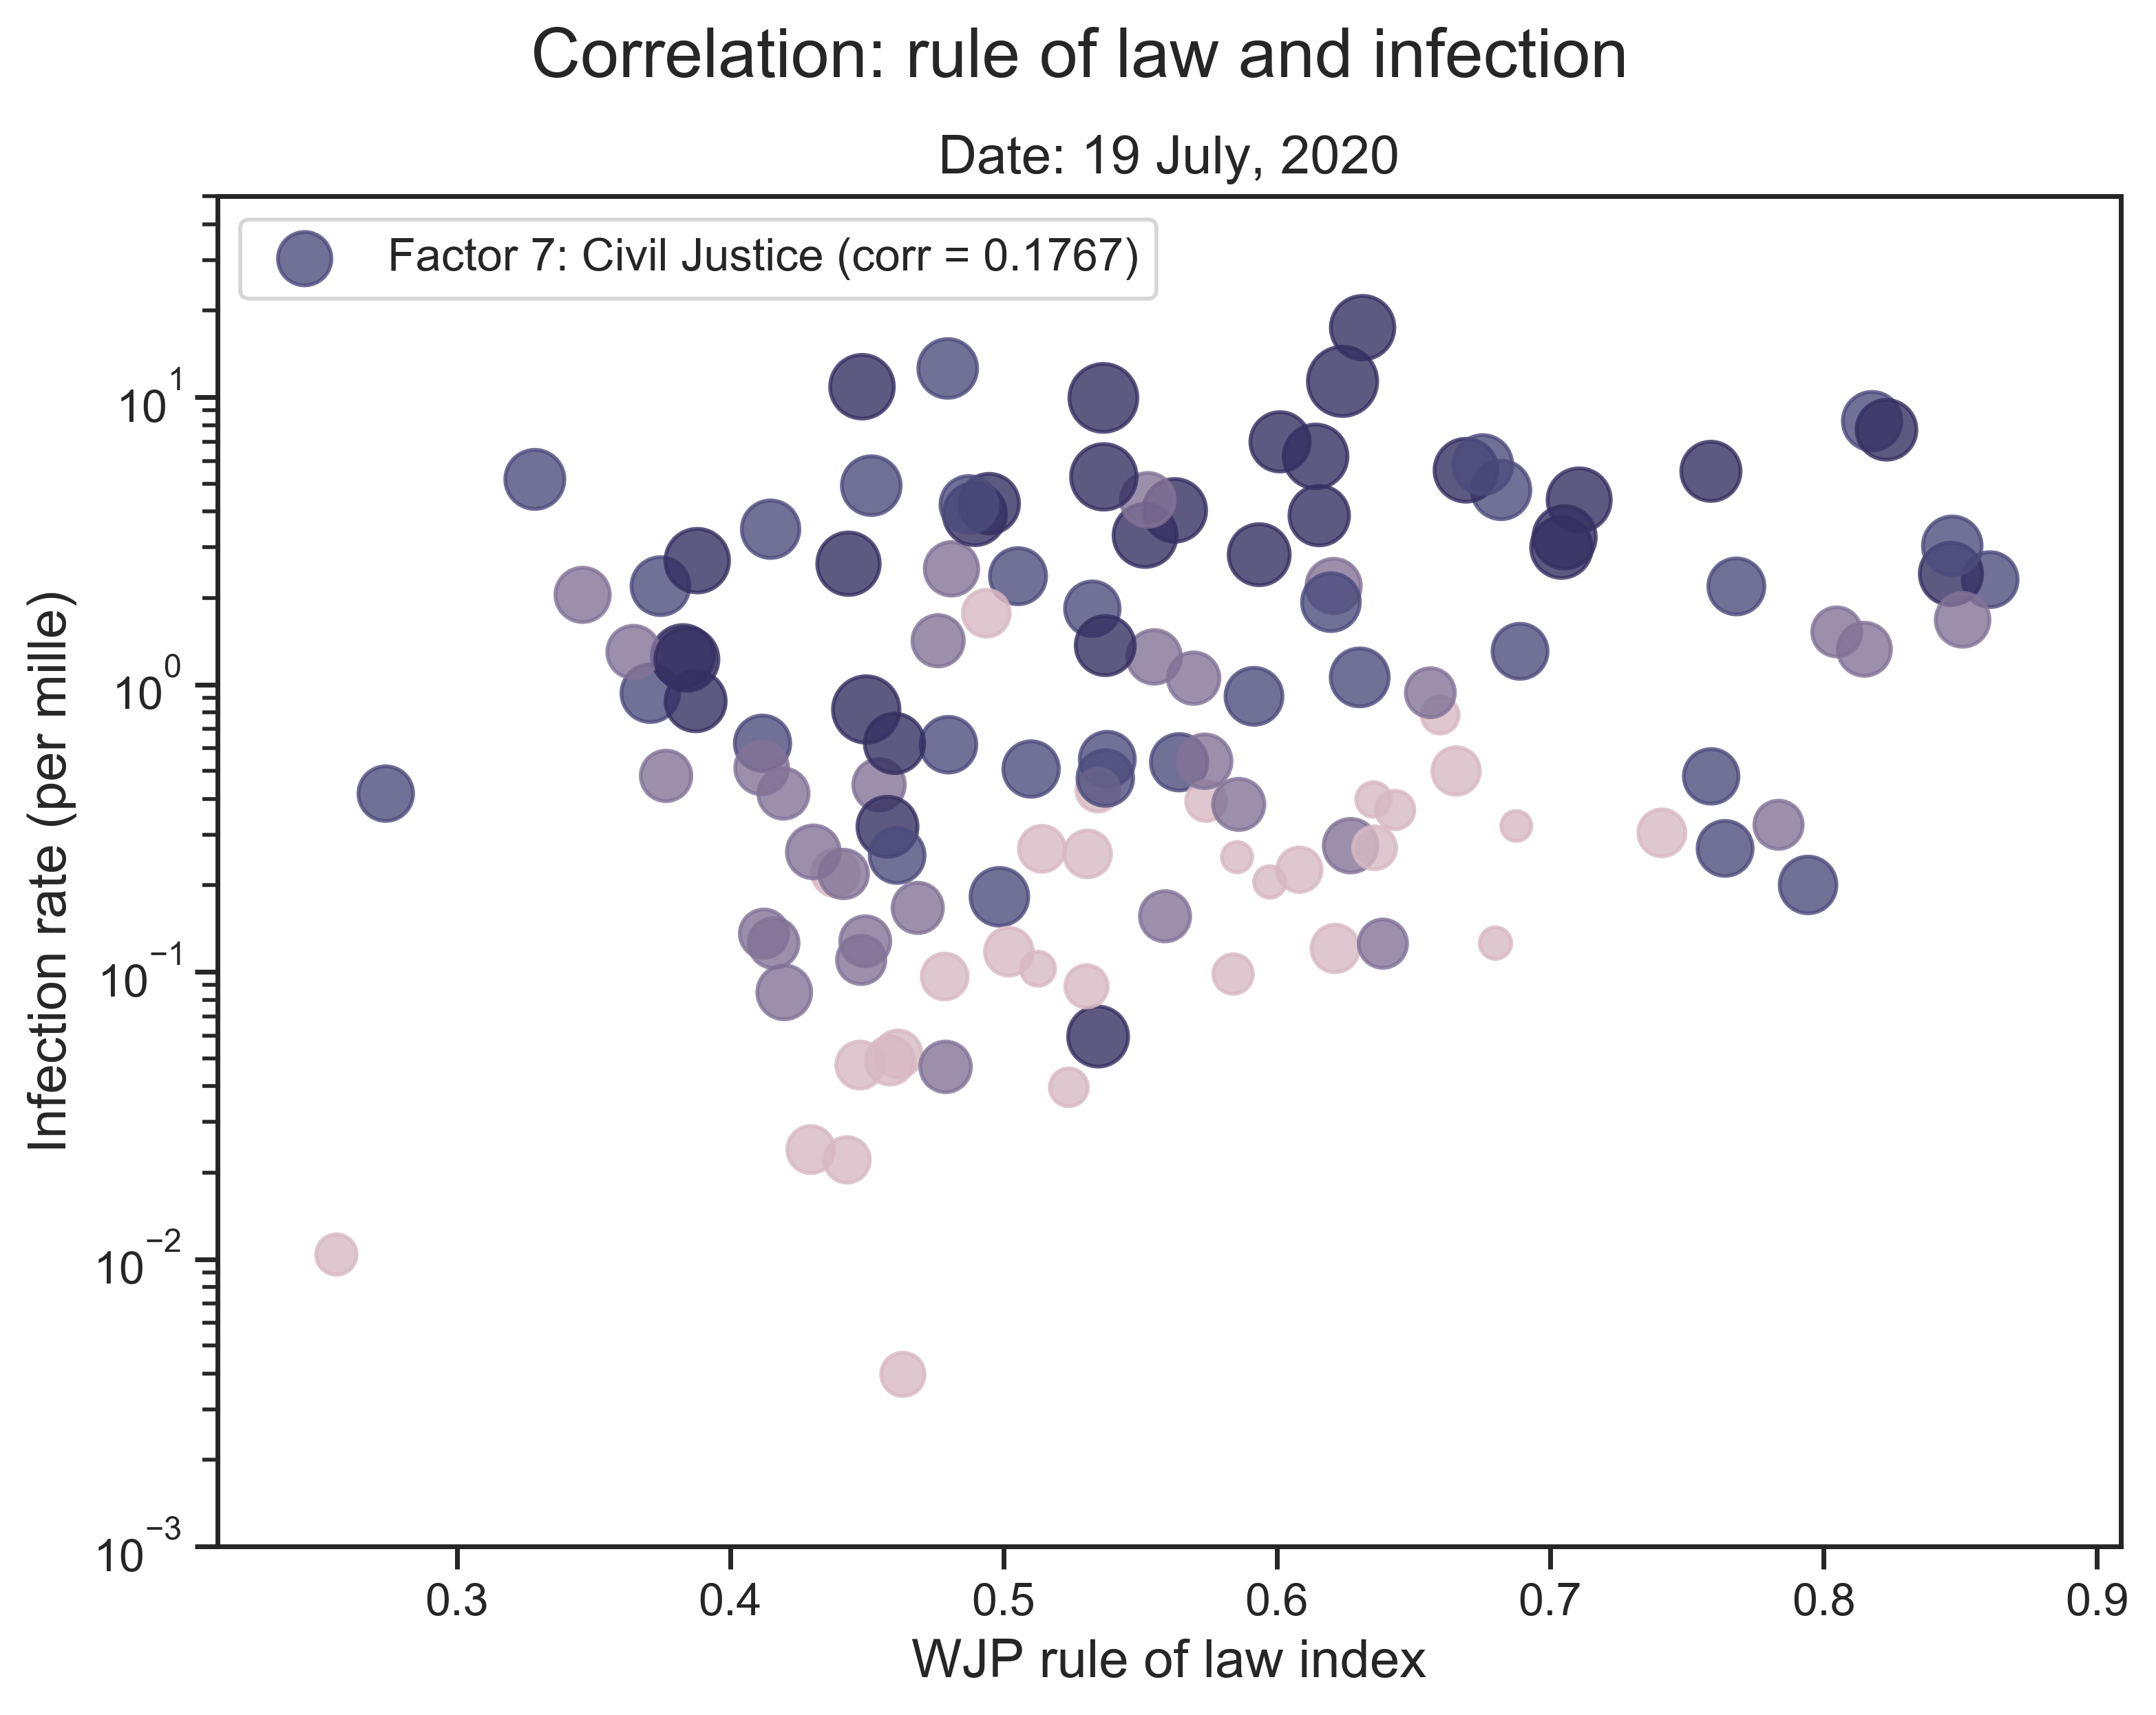 Correlation: rule of law and infection
Date: 19 July, 2020
Factor 7: Civil Justice (corr = 0.1767)
Infection rate (per mille)
10^1
10^0
10^−1
10^−2
10^−3
0.3 0.4 0.5 0.6 0.7 0.8 0.9
WJP rule of law index